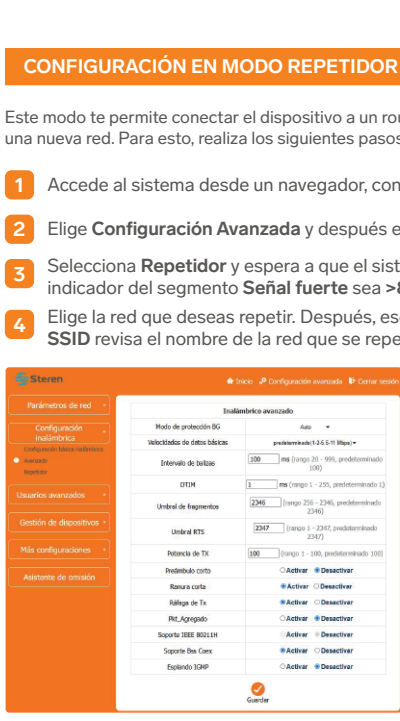 CONFIGURACIÓN EN MODO REPETIDOR
Este modo te permite conectar el dispositivo a un rou
una nueva red. Para esto, realiza los siguientes pasos
1 Accede al sistema desde un navegador, con
2 Elige Configuración Avanzada y después e
3 Selecciona Repetidor y espera a que el sist
indicador del segmento Señal fuerte sea >8
4 Elige la red que deseas repetir. Después, es
SSID revisa el nombre de la red que se repe
Steren
Inicio Configuración avanzada Cerrar sesión
Parámetros de red
Configuración inalámbrica
Configuración básica inalámbrica
Avanzado
Repetidor
Usuarios avanzados
Gestión de dispositivos
Más configuraciones
Asistente de omisión
Inalámbrico avanzado
Modo de protección BG Auto
Velocidades de datos básicas predeterminado(1-2-5.5-11 Mbps)
Intervalo de balizas 100 ms (rango 20 - 999, predeterminado 100)
DTIM 1 ms (rango 1 - 255, predeterminado 1)
Umbral de fragmentos 2346 (rango 256 - 2346, predeterminado 2346)
Umbral RTS 2347 (rango 1 - 2347, predeterminado 2347)
Potencia de TX 100 (rango 1 - 100, predeterminado 100)
Preámbulo corto Activar Desactivar
Ranura corta Activar Desactivar
Ráfaga de Tx Activar Desactivar
Pkt_Agregado Activar Desactivar
Soporte IEEE 80211H Activar Desactivar
Soporte Bss Coex Activar Desactivar
Espiando IGMP Activar Desactivar
Guardar